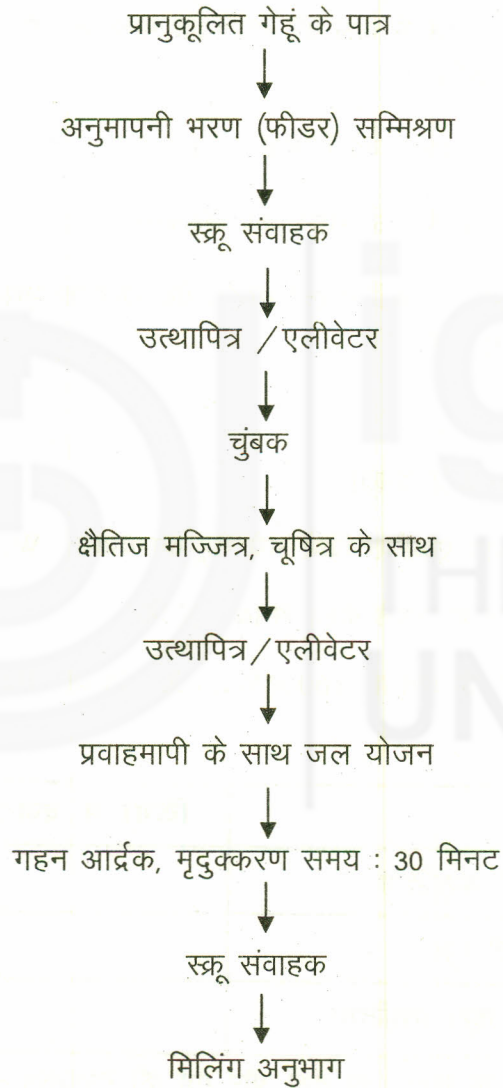 प्रानुकूलित गेहूं के पात्र
अनुमापनी भरण (फीडर) सम्मिश्रण
स्क्रू संवाहक
उत्थापित्र / एलीवेटर
चुंबक
क्षैतिज मज्जित्र, चूषित्र के साथ
उत्थापित्र / एलीवेटर
प्रवाहमापी के साथ जल योजन
गहन आर्द्रक, मृदुक्करण समय : 30 मिनट
स्क्रू संवाहक
मिलिंग अनुभाग